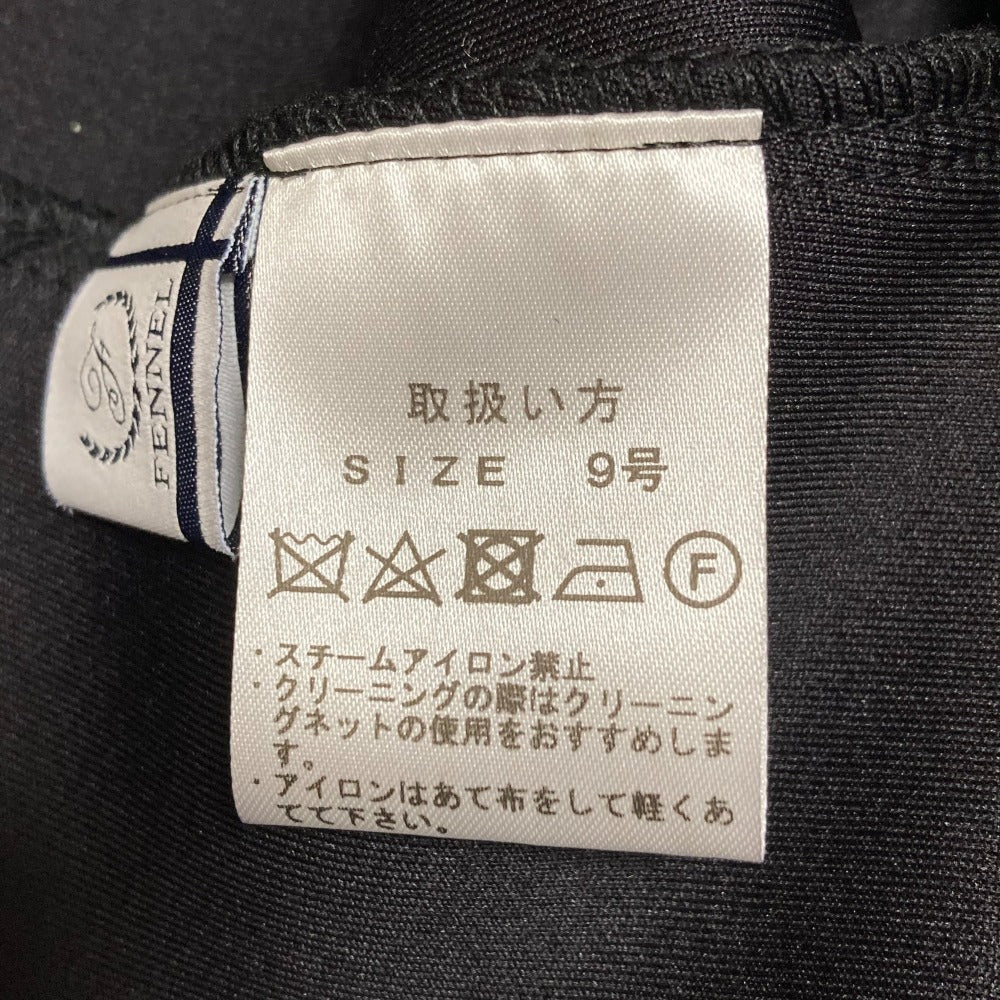 FENNEL
取扱い方
SIZE 9号
F
・スチームアイロン禁止
・クリーニングの際はクリーニン
グネットの使用をおすすめしま
す。
・アイロンはあて布をして軽くあ
てて下さい。